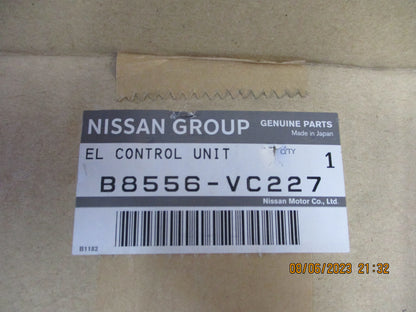 NISSAN GROUP
GENUINE PARTS
Made in Japan
EL CONTROL UNIT
QTY
1
B8556-VC227
Nissan Motor Co., Ltd.
B1182
08/06/2023 21:32